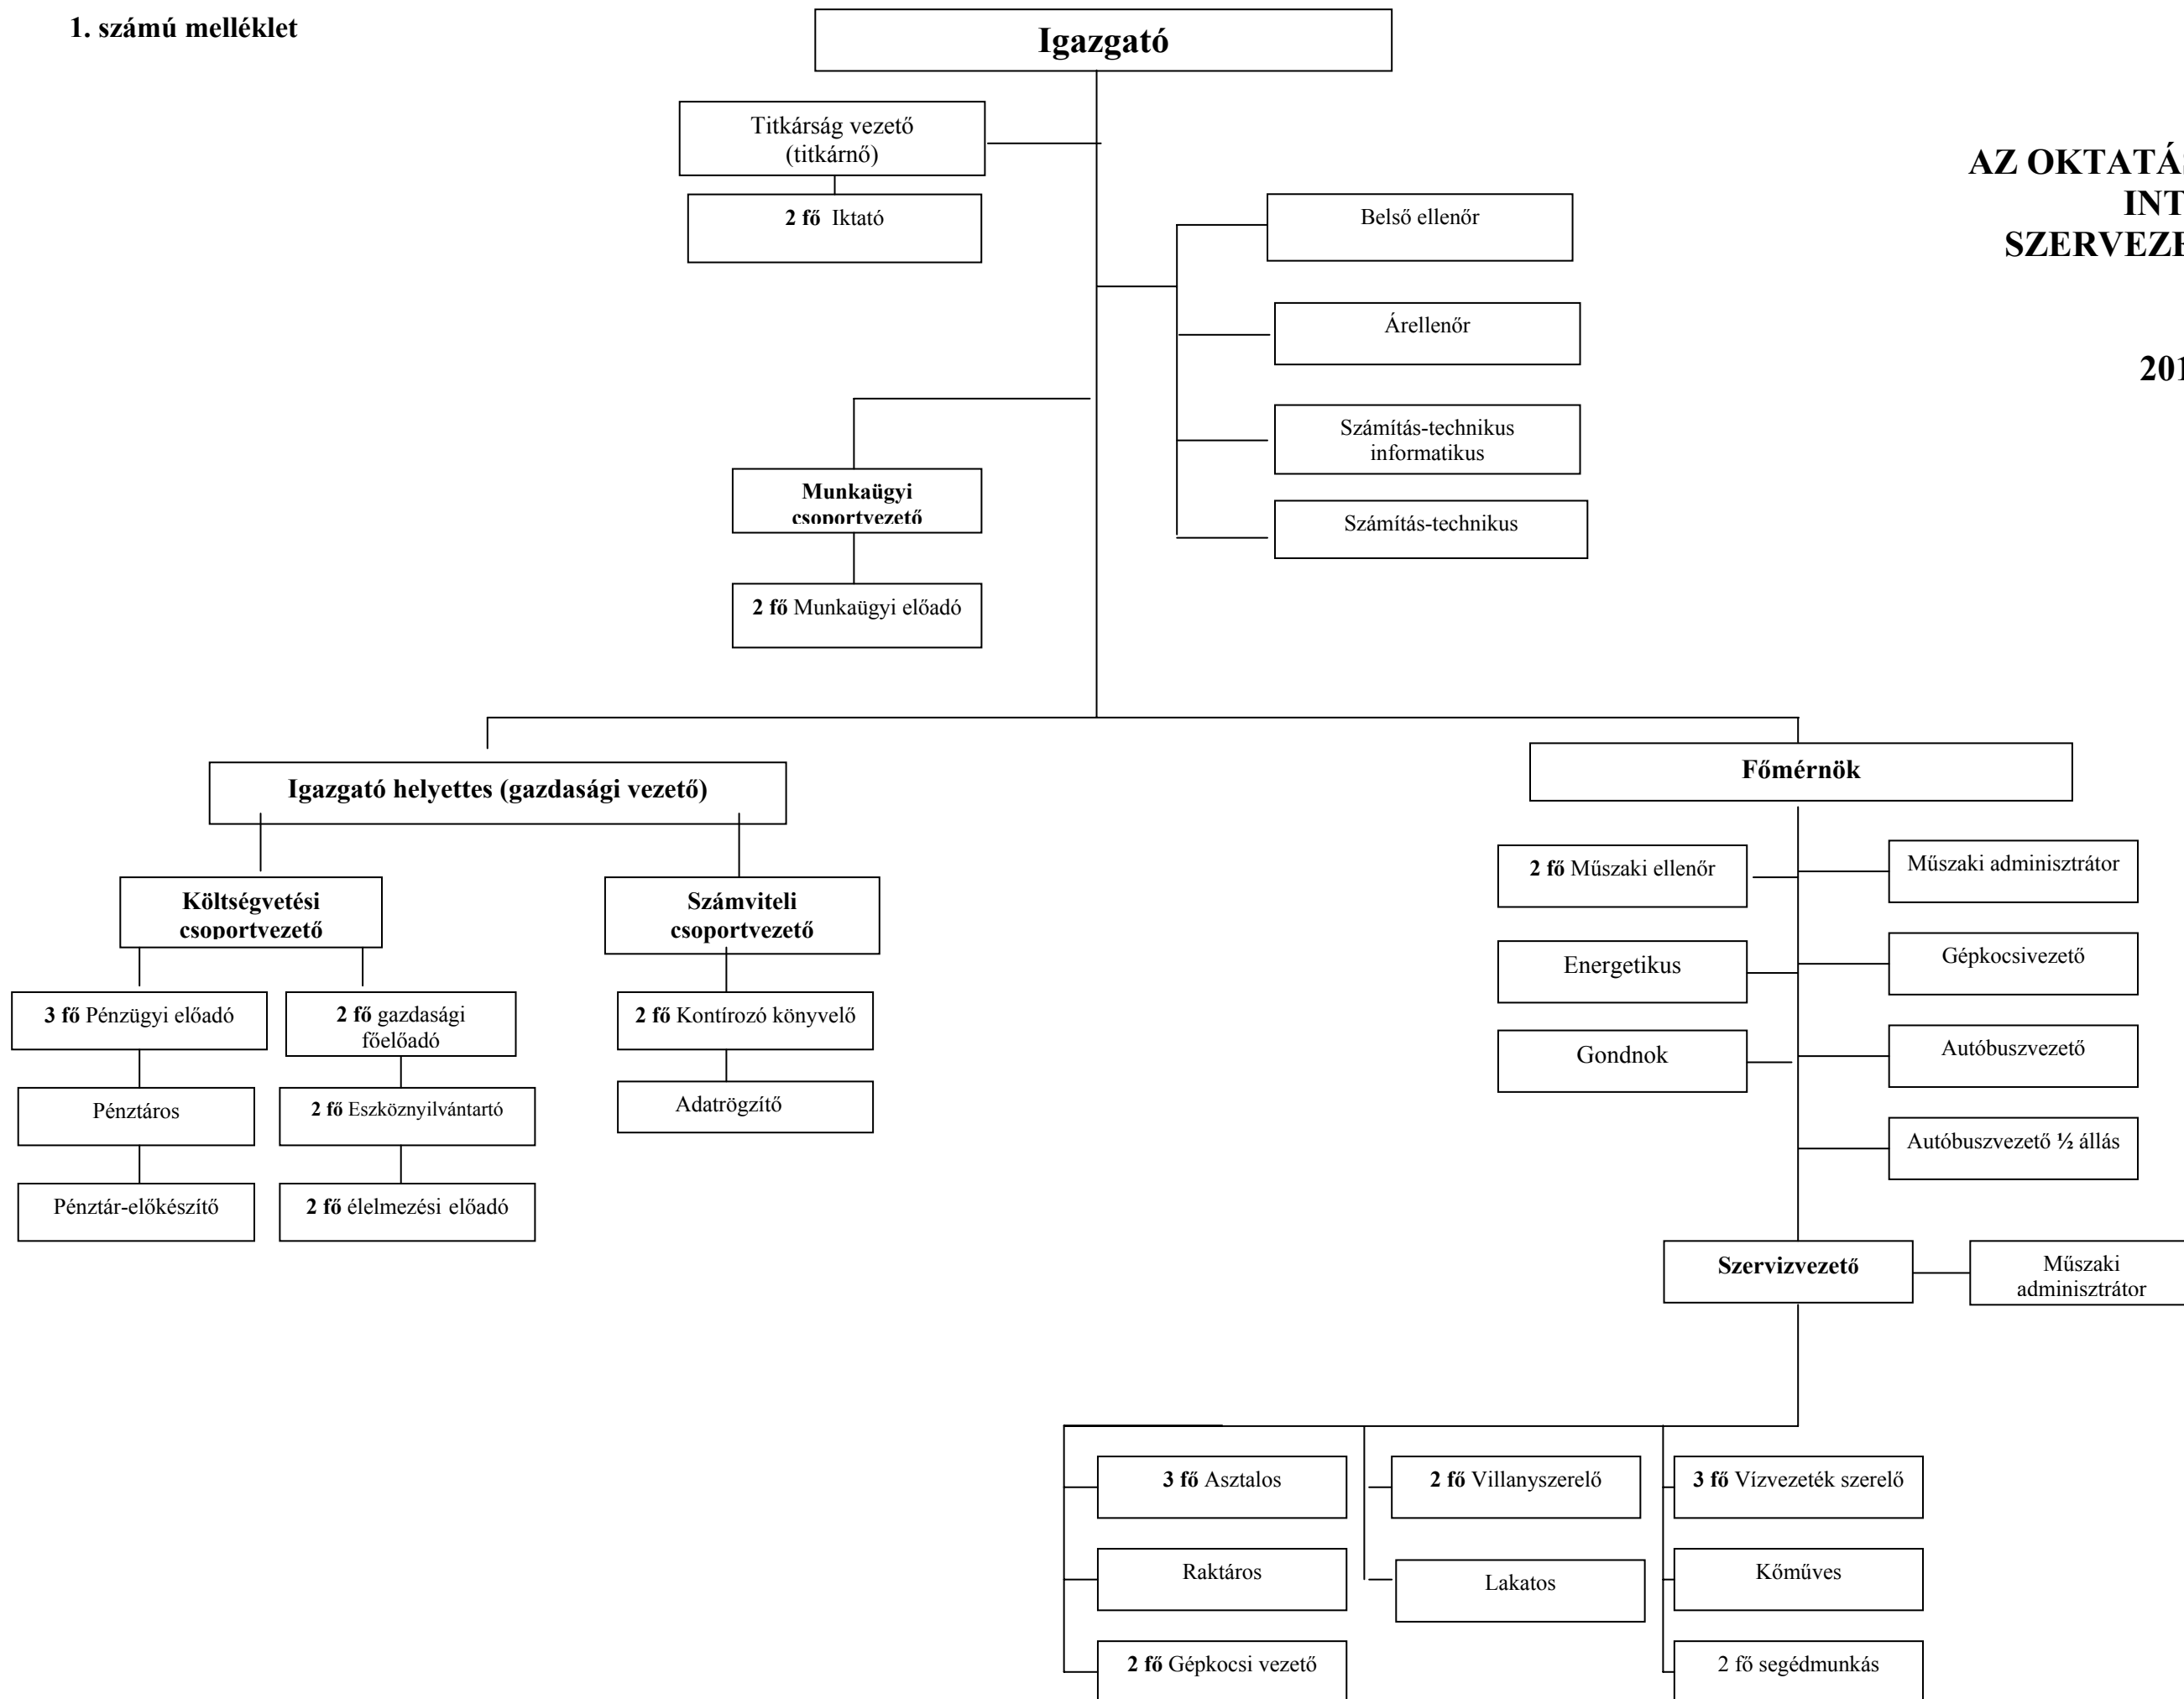 1. számú melléklet
Igazgató
Titkárság vezető
(titkárnő)
2 fő Iktató
AZ OKTATÁS
INT
SZERVEZE
201
Belső ellenőr
Árellenőr
Számítás-technikus
informatikus
Számítás-technikus
Munkaügyi
csoportvezető
2 fő Munkaügyi előadó
Igazgató helyettes (gazdasági vezető)
Főmérnök
Költségvetési
csoportvezető
Számviteli
csoportvezető
3 fő Pénzügyi előadó
2 fő gazdasági
főelőadó
2 fő Kontírozó könyvelő
Pénztáros
2 fő Eszköznyilvántartó
Adatrögzítő
Pénztár-előkészítő
2 fő élelmezési előadó
2 fő Műszaki ellenőr
Műszaki adminisztrátor
Energetikus
Gépkocsivezető
Gondnok
Autóbuszvezető
Autóbuszvezető ½ állás
Szervizvezető
Műszaki
adminisztrátor
3 fő Asztalos
2 fő Villanyszerelő
3 fő Vízvezeték szerelő
Raktáros
Lakatos
Kőműves
2 fő Gépkocsi vezető
2 fő segédmunkás